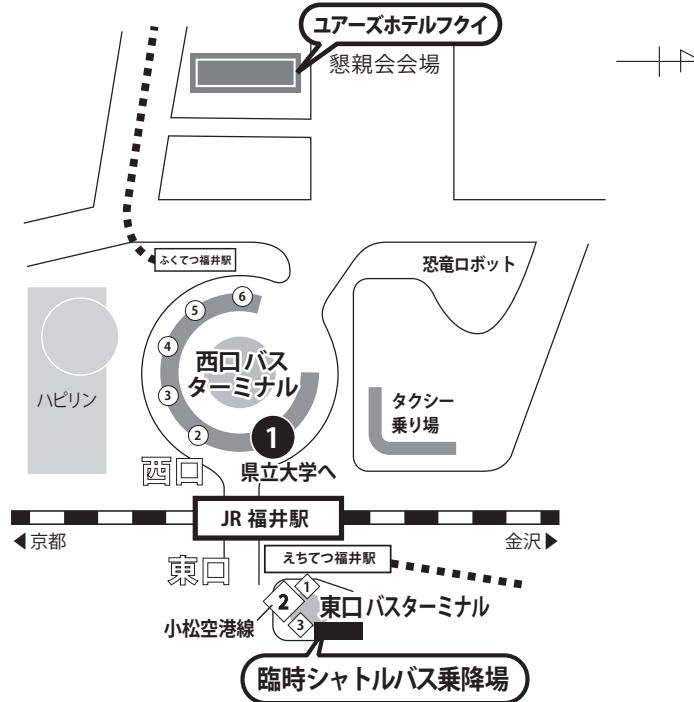 ユアーズホテルフクイ
懇親会会場
ふくてつ福井駅
恐竜ロボット
6
5
4
3
2
1
西口バス
ターミナル
ハピリン
タクシー
乗り場
県立大学へ
西口
JR 福井駅
◀京都
金沢▶
東口
えちてつ福井駅
1
2
3
東口バスターミナル
小松空港線
臨時シャトルバス乗降場